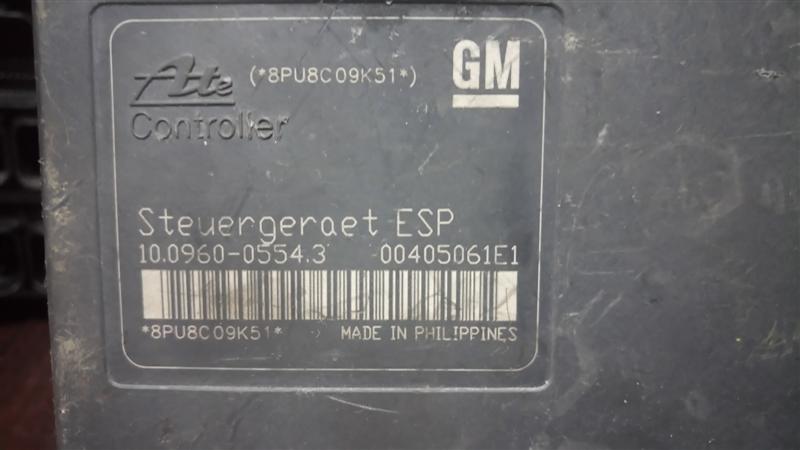 Ate (*8PU8C09K51*) GM
Controller
Steuergeraet ESP
10.0960-0554.3 00405061E1
*8PU8C09K51* MADE IN PHILIPPINES